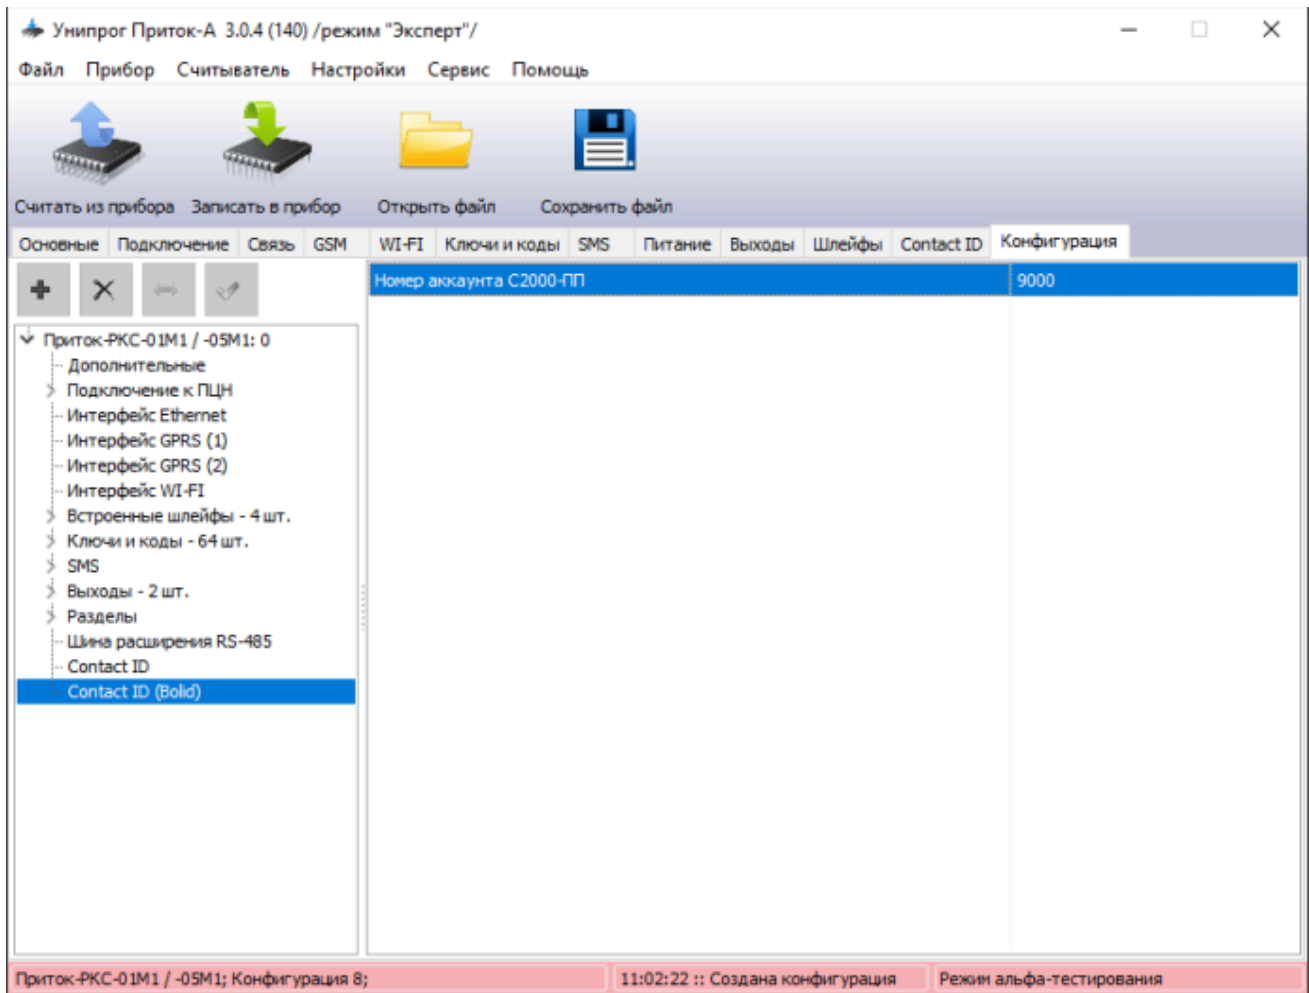 Унипрог Приток-А 3.0.4 (140) /режим "Эксперт"/
Файл Прибор Считыватель Настройки Сервис Помощь
Считать из прибора Записать в прибор Открыть файл Сохранить файл
Основные Подключение Связь GSM WI-FI Ключи и коды SMS Питание Выходы Шлейфы Contact ID Конфигурация
Номер аккаунта С2000-ПП 9000
Приток-РКС-01М1 / -05М1: 0
Дополнительные
Подключение к ПЦН
Интерфейс Ethernet
Интерфейс GPRS (1)
Интерфейс GPRS (2)
Интерфейс WI-FI
Встроенные шлейфы - 4 шт.
Ключи и коды - 64 шт.
SMS
Выходы - 2 шт.
Разделы
Шина расширения RS-485
Contact ID
Contact ID (Bolid)
Приток-РКС-01М1 / -05М1; Конфигурация 8; 11:02:22 :: Создана конфигурация Режим альфа-тестирования